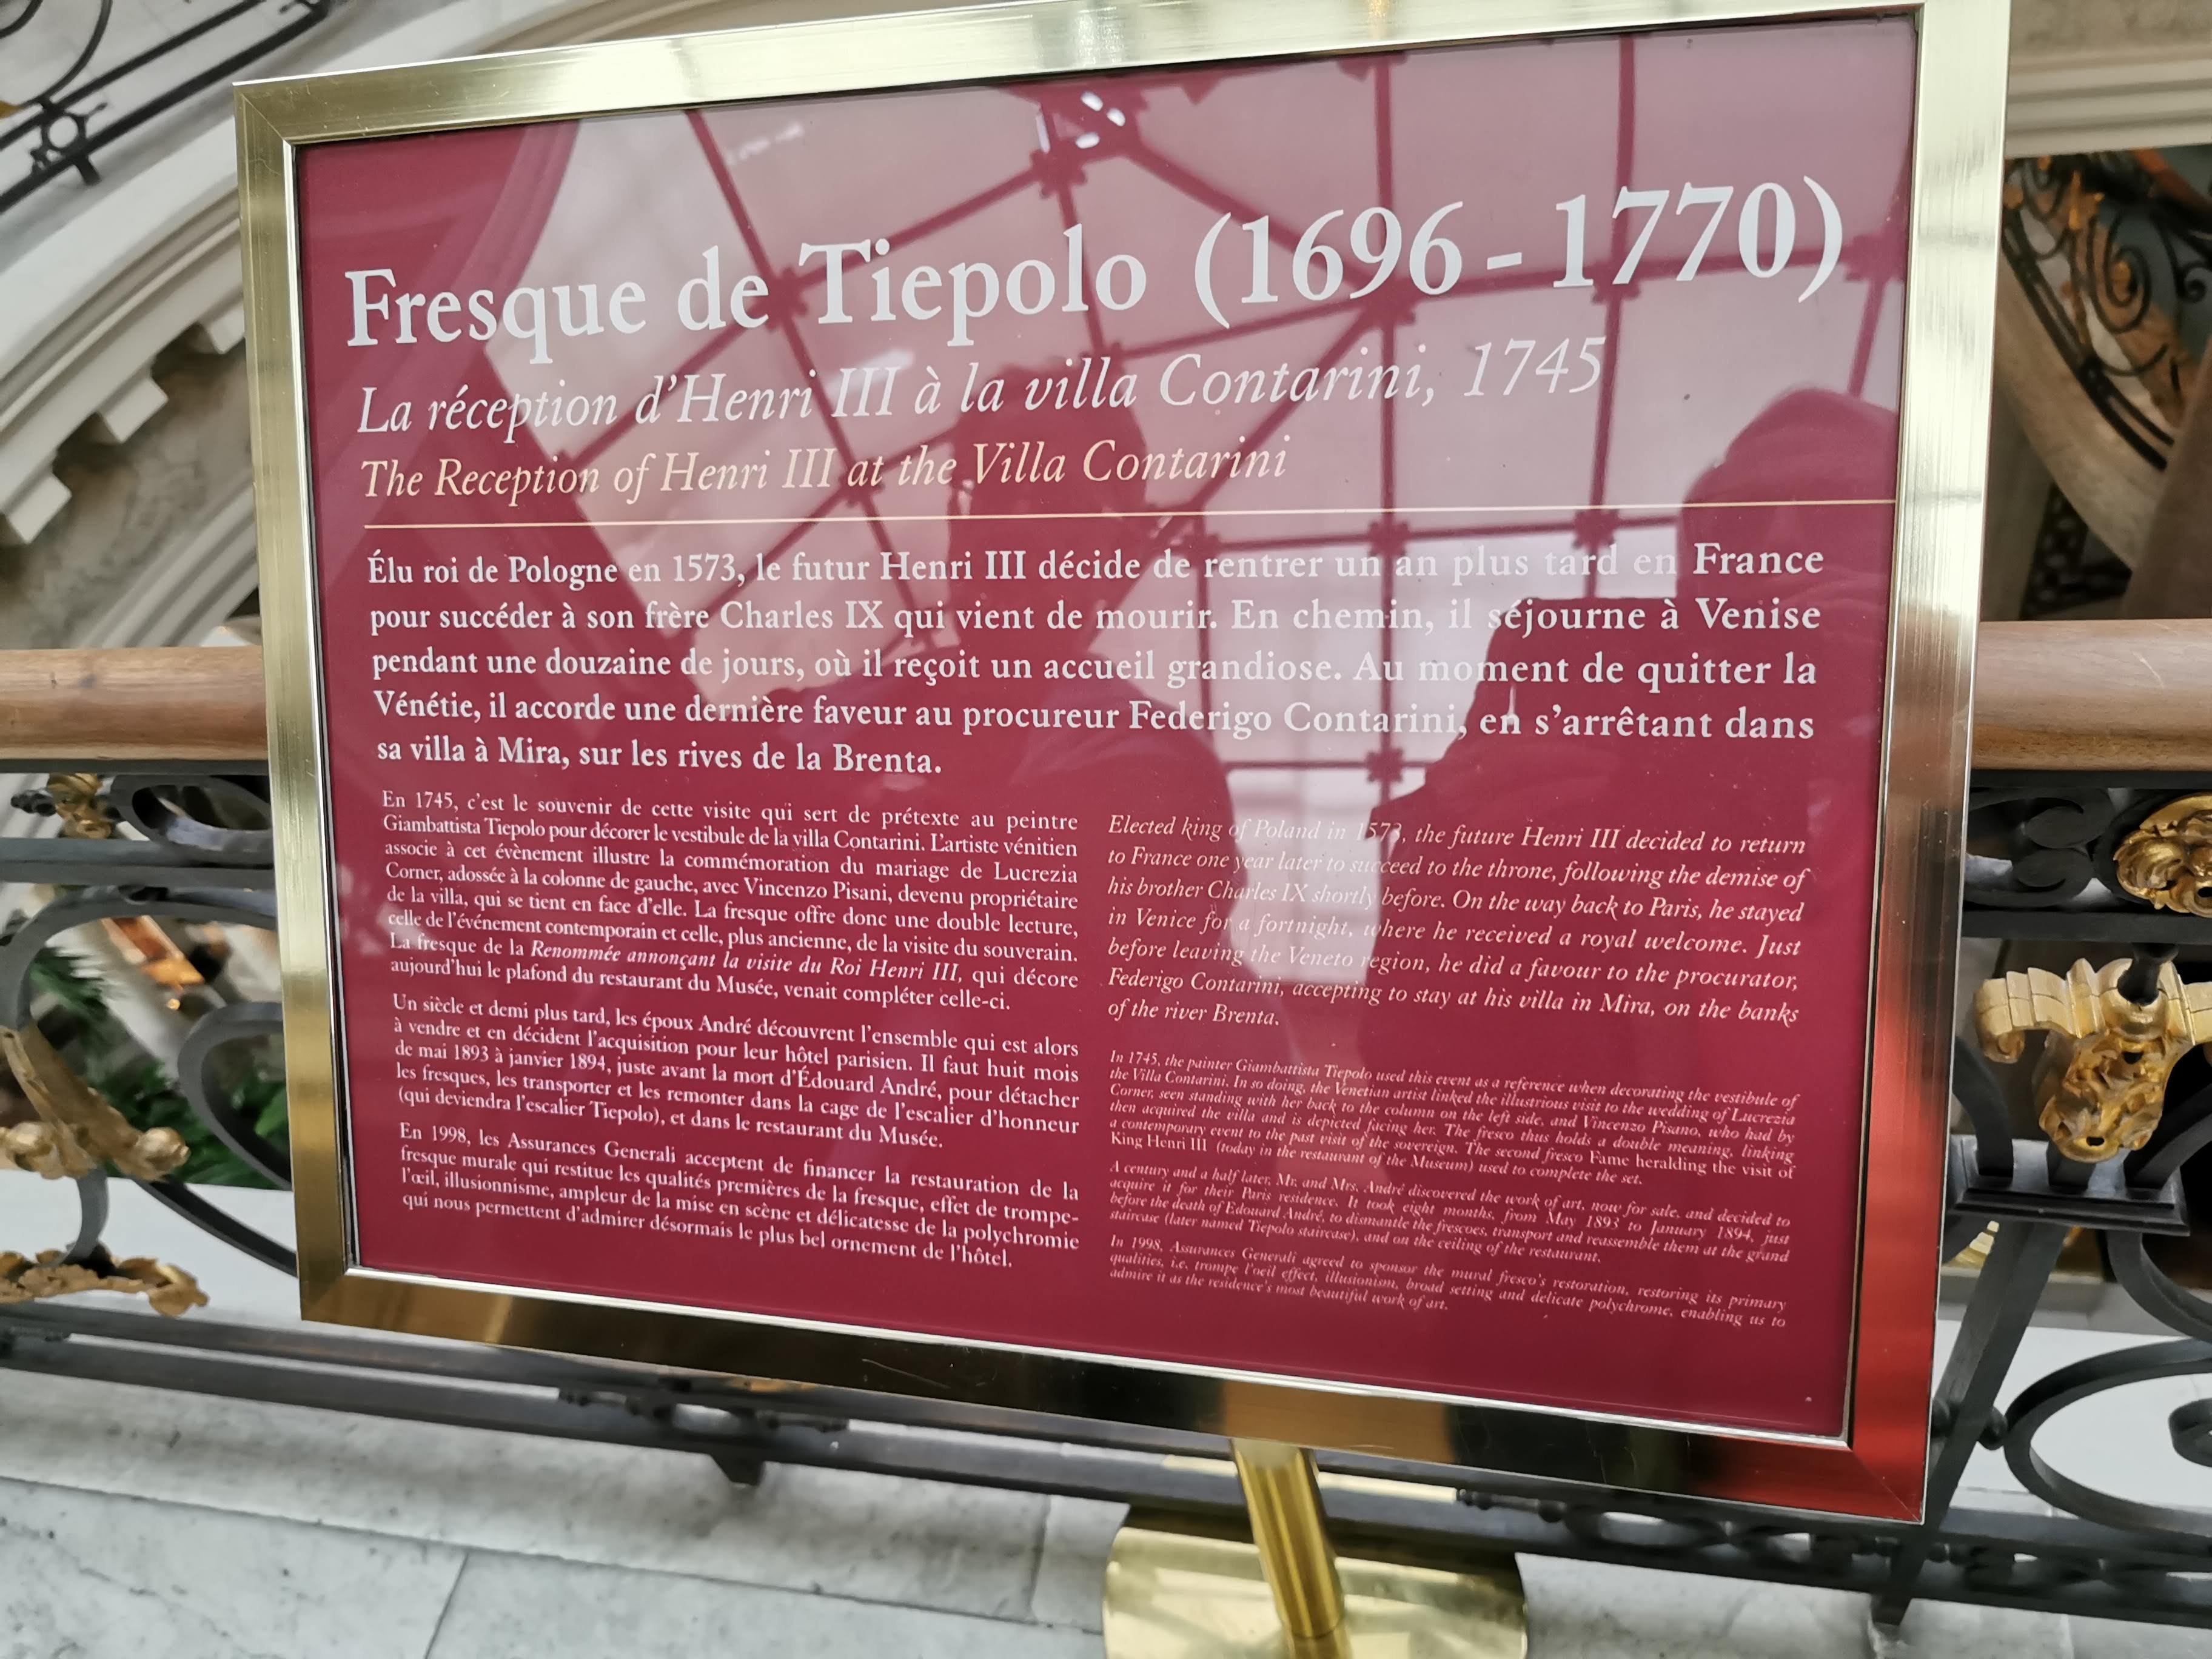 Fresque de Tiepolo (1696 - 1770)
La réception d'Henri III à la villa Contarini, 1745
The Reception of Henri III at the Villa Contarini
Élu roi de Pologne en 1573, le futur Henri III décide de rentrer un an plus tard en France
pour succéder à son frère Charles IX qui vient de mourir. En chemin, il séjourne à Venise
pendant une douzaine de jours, où il reçoit un accueil grandiose. Au moment de quitter la
Vénétie, il accorde une dernière faveur au procureur Federigo Contarini, en s'arrêtant dans
sa villa à Mira, sur les rives de la Brenta.
En 1745, c'est le souvenir de cette visite qui sert de prétexte au peintre
Giambattista Tiepolo pour décorer le vestibule de la villa Contarini. L'artiste vénitien
associe à cet évènement illustre la commémoration du mariage de Lucrezia
Corner, adossée à la colonne de gauche, avec Vincenzo Pisani, devenu propriétaire
de la villa, qui se tient en face d'elle. La fresque offre donc une double lecture,
celle de l'événement contemporain et celle, plus ancienne, de la visite du souverain.
La fresque de la Renommée annonçant la visite du Roi Henri III, qui décore
aujourd'hui le plafond du restaurant du Musée, venait compléter celle-ci.
Un siècle et demi plus tard, les époux André découvrent l'ensemble qui est alors
à vendre et en décident l'acquisition pour leur hôtel parisien. Il faut huit mois
de mai 1893 à janvier 1894, juste avant la mort d'Édouard André, pour détacher
les fresques, les transporter et les remonter dans la cage de l'escalier d'honneur
(qui deviendra l'escalier Tiepolo), et dans le restaurant du Musée.
En 1998, les Assurances Generali acceptent de financer la restauration de la
fresque murale qui restitue les qualités premières de la fresque, effet de trompe-
l'œil, illusionnisme, ampleur de la mise en scène et délicatesse de la polychromie
qui nous permettent d'admirer désormais le plus bel ornement de l'hôtel.
Elected king of Poland in 1573, the future Henri III decided to return
to France one year later to succeed to the throne, following the demise of
his brother Charles IX shortly before. On the way back to Paris, he stayed
in Venice for a fortnight, where he received a royal welcome. Just
before leaving the Veneto region, he did a favour to the procurator,
Federigo Contarini, accepting to stay at his villa in Mira, on the banks
of the river Brenta.
In 1745, the painter Giambattista Tiepolo used this event as a reference when decorating the vestibule of
the Villa Contarini. In so doing, the Venetian artist linked the illustrious visit to the wedding of Lucrezia
Corner, seen standing with her back to the column on the left side, and Vincenzo Pisano, who had by
then acquired the villa and is depicted facing her. The fresco thus holds a double meaning, linking
a contemporary event to the past visit of the sovereign. The second fresco Fame heralding the visit of
King Henri III (today in the restaurant of the Museum) used to complete the set.
A century and a half later, Mr. and Mrs. André discovered the work of art, now for sale, and decided to
acquire it for their Paris residence. It took eight months, from May 1893 to January 1894, just
before the death of Edouard André, to dismantle the frescoes, transport and reassemble them at the grand
staircase (later named Tiepolo staircase), and on the ceiling of the restaurant.
In 1998, Assurances Generali agreed to sponsor the mural fresco's restoration, restoring its primary
qualities, i.e. trompe l'oeil effect, illusionism, broad setting and delicate polychrome, enabling us to
admire it as the residence's most beautiful work of art.